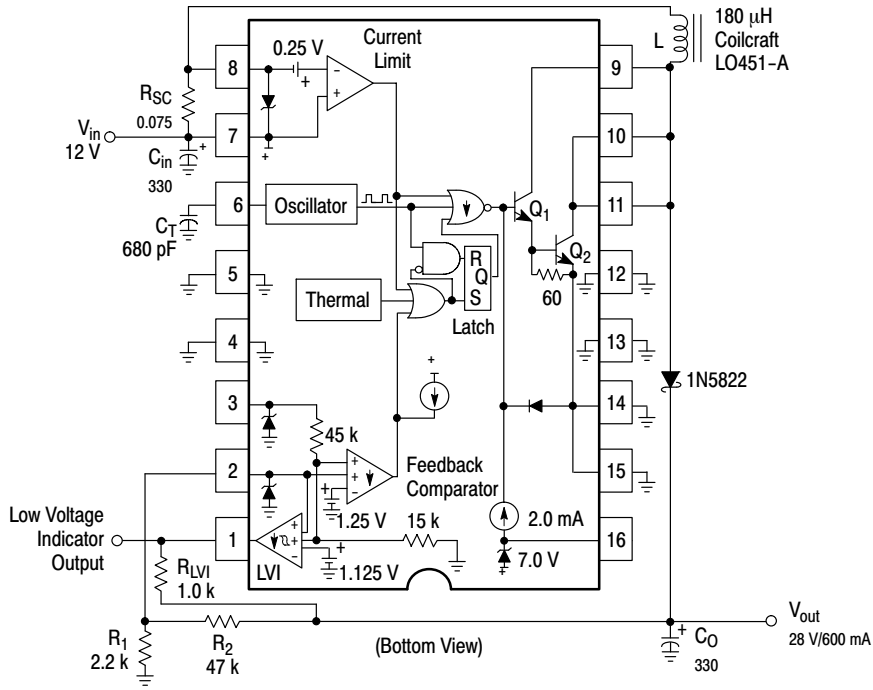 180 μH
Coilcraft
LO451-A
L
8
0.25 V
+
Current
Limit
-
+
9
RSC
0.075
Vin
12 V
7
+
+
Cin
330
10
6
Oscillator
Q1
11
CT
680 pF
5
R
Q
S
Latch
Q2
60
12
Thermal
4
13
+
1N5822
3
45 k
14
2
+
+
-
+
1.25 V
Feedback
Comparator
15
Low Voltage
Indicator
Output
1
+
+
-
LVI
+
1.125 V
15 k
2.0 mA
16
7.0 V
+
RLVI
1.0 k
R1
2.2 k
R2
47 k
(Bottom View)
+
CO
330
Vout
28 V/600 mA